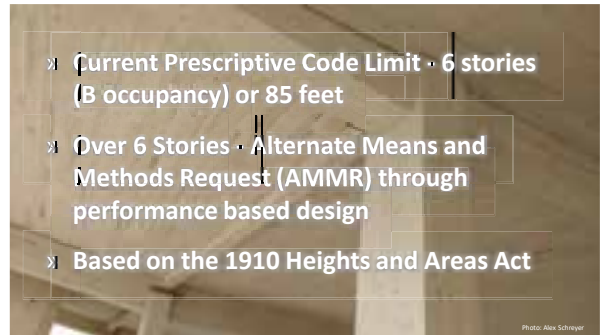 » Current Prescriptive Code Limit - 6 stories
(B occupancy) or 85 feet
» Over 6 Stories - Alternate Means and
Methods Request (AMMR) through
performance based design
» Based on the 1910 Heights and Areas Act
Photo: Alex Schreyer